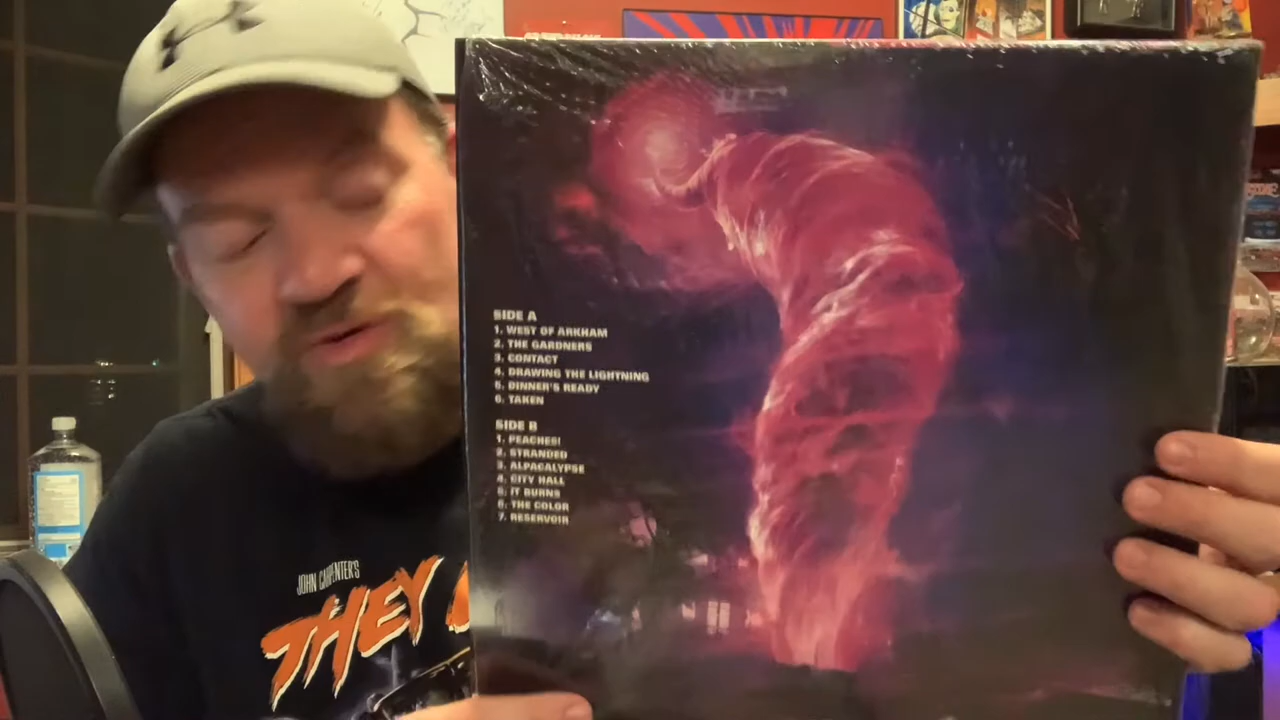 SIDE A
1. WEST OF ARKHAM
2. THE GARDNERS
3. CONTACT
4. DRAWING THE LIGHTNING
5. DINNER'S READY
6. TAKEN
SIDE B
1. PEACHES!
2. STRANDED
3. ALPACALYPSE
4. CITY HALL
5. IT BURNS
6. THE COLOR
7. RESERVOIR
JOHN CARPENTER'S
THEY